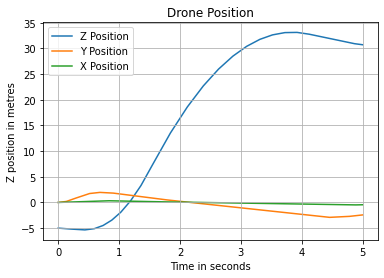 Drone Position
Z Position
Y Position
X Position
35
30
25
20
15
10
5
0
−5
Z position in metres
0 1 2 3 4 5
Time in seconds